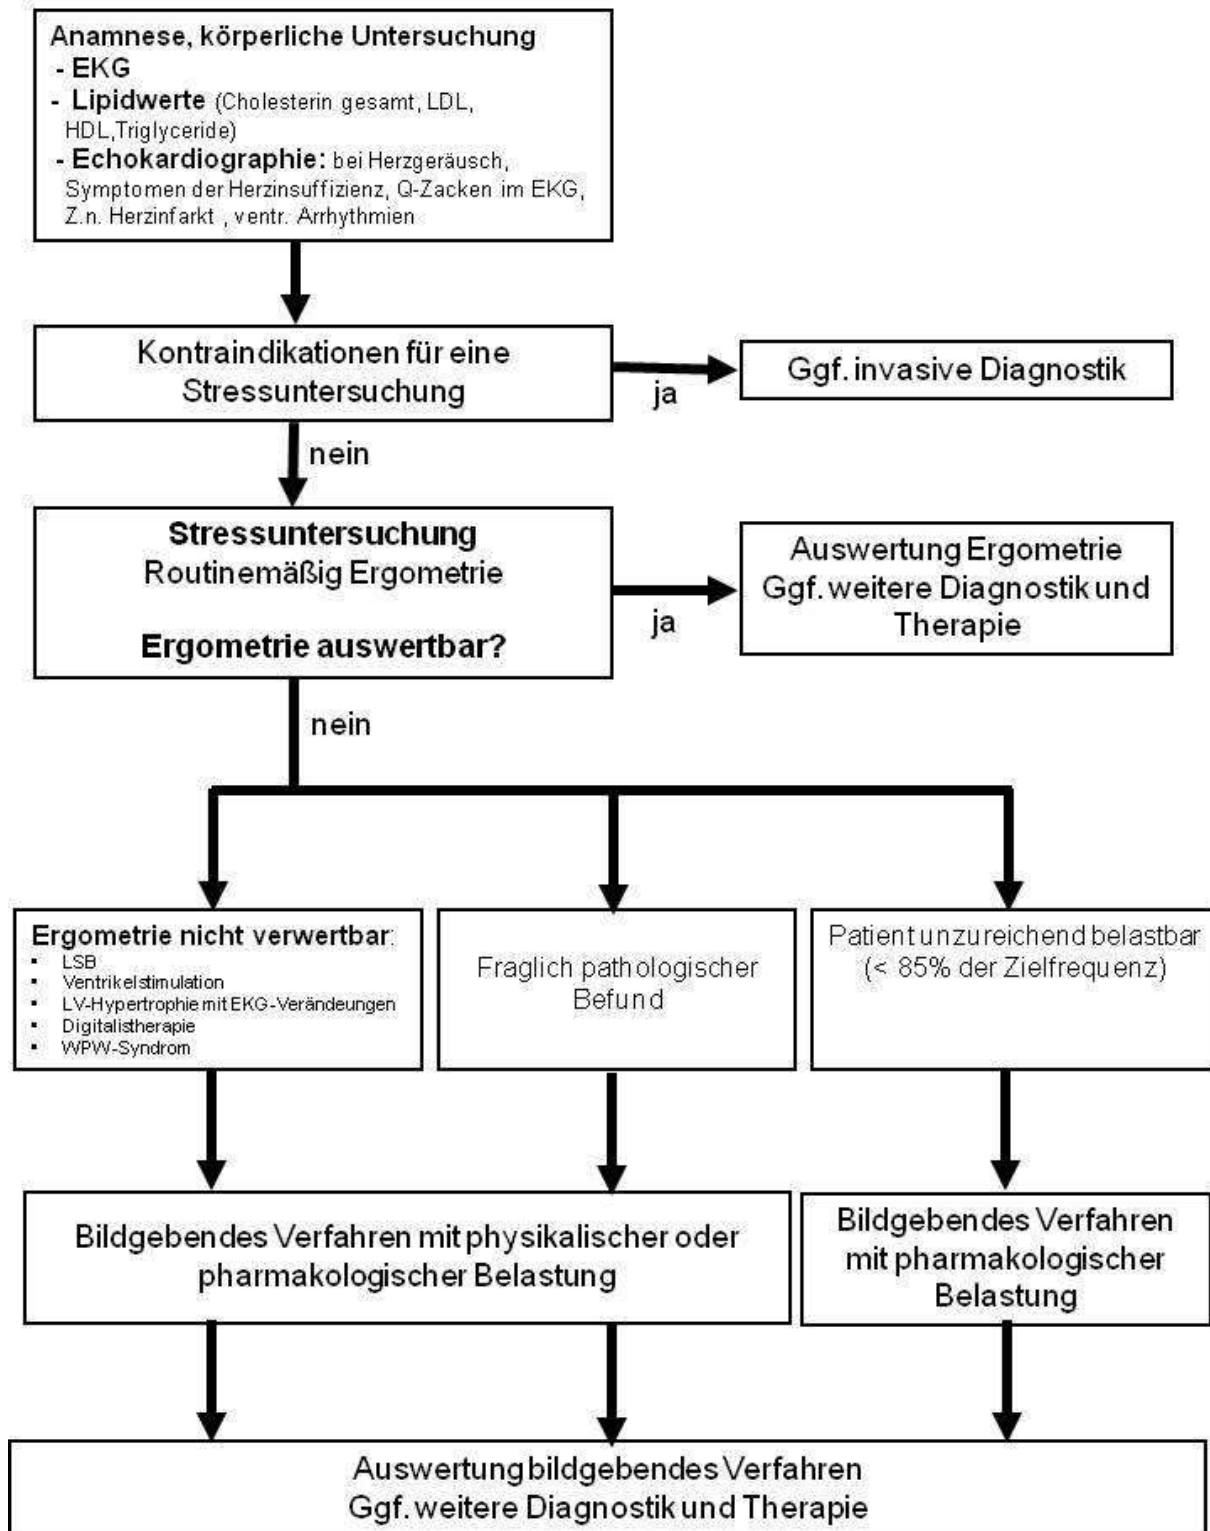 Anamnese, körperliche Untersuchung
- EKG
- Lipidwerte (Cholesterin gesamt, LDL,
HDL,Triglyceride)
- Echokardiographie: bei Herzgeräusch,
Symptomen der Herzinsuffizienz, Q-Zacken im EKG,
Z.n. Herzinfarkt , ventr. Arrhythmien
Kontraindikationen für eine
Stressuntersuchung
ja
Ggf. invasive Diagnostik
nein
Stressuntersuchung
Routinemäßig Ergometrie
Ergometrie auswertbar?
ja
Auswertung Ergometrie
Ggf. weitere Diagnostik und
Therapie
nein
Ergometrie nicht verwertbar:
▪ LSB
▪ Ventrikelstimulation
▪ LV-Hypertrophie mit EKG-Verändeungen
▪ Digitalistherapie
▪ WPW-Syndrom
Fraglich pathologischer
Befund
Patient unzureichend belastbar
(< 85% der Zielfrequenz)
Bildgebendes Verfahren mit physikalischer oder
pharmakologischer Belastung
Bildgebendes Verfahren
mit pharmakologischer
Belastung
Auswertung bildgebendes Verfahren
Ggf. weitere Diagnostik und Therapie